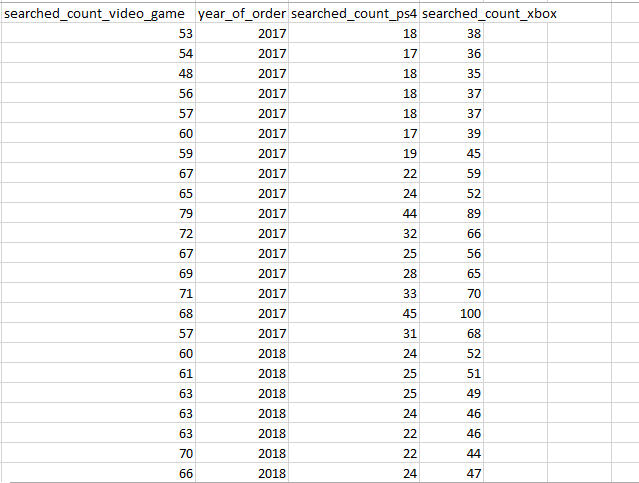 searched_count_video_game year_of_order searched_count_ps4 searched_count_xbox
53 2017 18 38
54 2017 17 36
48 2017 18 35
56 2017 18 37
57 2017 18 37
60 2017 17 39
59 2017 19 45
67 2017 22 59
65 2017 24 52
79 2017 44 89
72 2017 32 66
67 2017 25 56
69 2017 28 65
71 2017 33 70
68 2017 45 100
57 2017 31 68
60 2018 24 52
61 2018 25 51
63 2018 25 49
63 2018 24 46
63 2018 22 46
70 2018 22 44
66 2018 24 47